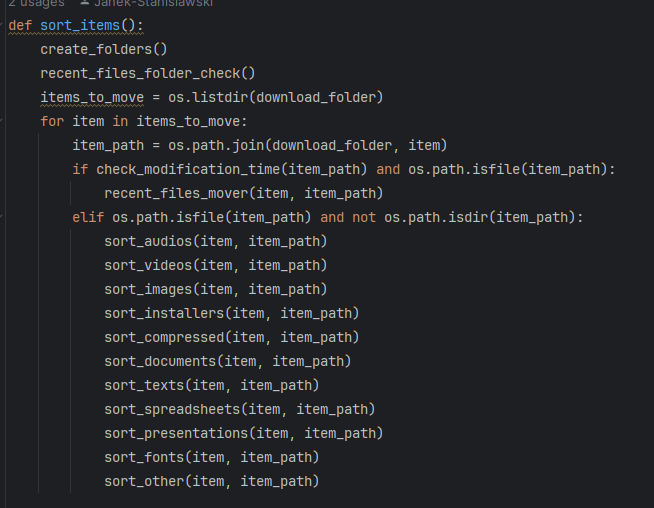 2 usages Janek-Stanislawski
def sort_items():
    create_folders()
    recent_files_folder_check()
    items_to_move = os.listdir(download_folder)
    for item in items_to_move:
        item_path = os.path.join(download_folder, item)
        if check_modification_time(item_path) and os.path.isfile(item_path):
            recent_files_mover(item, item_path)
        elif os.path.isfile(item_path) and not os.path.isdir(item_path):
            sort_audios(item, item_path)
            sort_videos(item, item_path)
            sort_images(item, item_path)
            sort_installers(item, item_path)
            sort_compressed(item, item_path)
            sort_documents(item, item_path)
            sort_texts(item, item_path)
            sort_spreadsheets(item, item_path)
            sort_presentations(item, item_path)
            sort_fonts(item, item_path)
            sort_other(item, item_path)